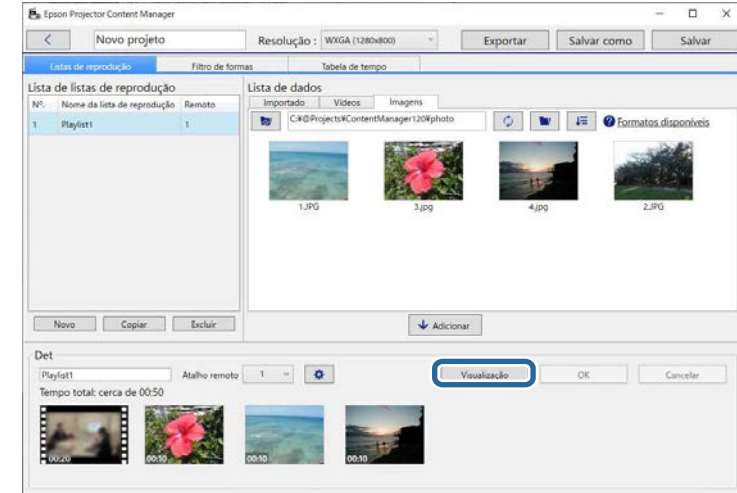 Epson Projector Content Manager
Novo projeto Resolução : WXGA (1280x800) Exportar Salvar como Salvar
Listas de reprodução Filtro de formas Tabela de tempo
Lista de listas de reprodução Lista de dados
Nº. Nome da lista de reprodução Remoto Importado Vídeos Imagens
1 Playlist1 1 C:¥@Projects¥ContentManager120¥photo Formatos disponíveis
1.JPG 3.jpg 4.jpg 2.JPG
Novo Copiar Excluir Adicionar
Det
Playlist1 Atalho remoto 1 Visualização OK Cancelar
Tempo total: cerca de 00:50
00:20 00:10 00:10 00:10